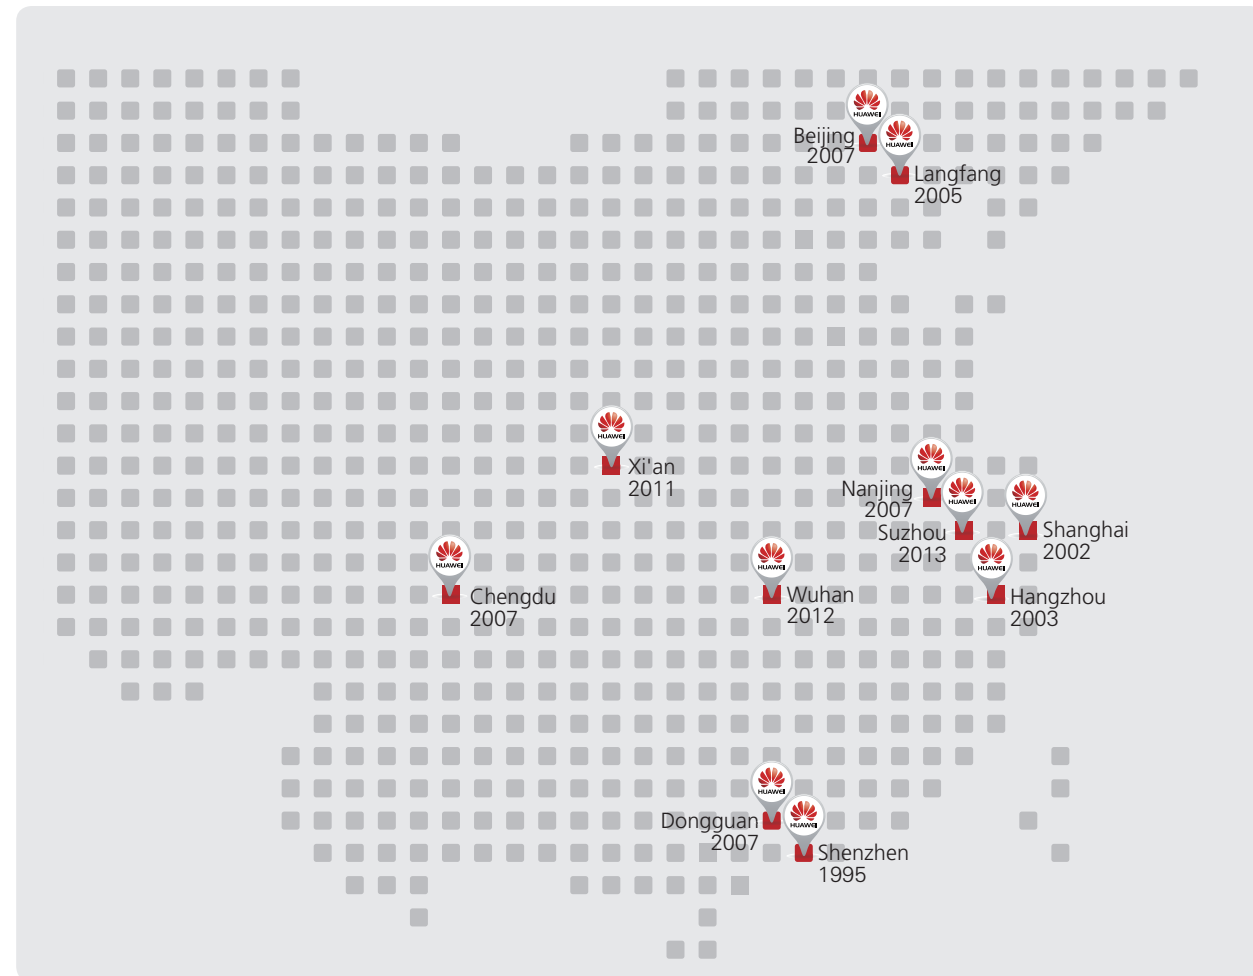 HUAWEI
Beijing
2007
HUAWEI
Langfang
2005
HUAWEI
Xi'an
2011
HUAWEI
Nanjing
2007
HUAWEI
Suzhou
2013
HUAWEI
Shanghai
2002
HUAWEI
Chengdu
2007
HUAWEI
Wuhan
2012
HUAWEI
Hangzhou
2003
HUAWEI
Dongguan
2007
HUAWEI
Shenzhen
1995